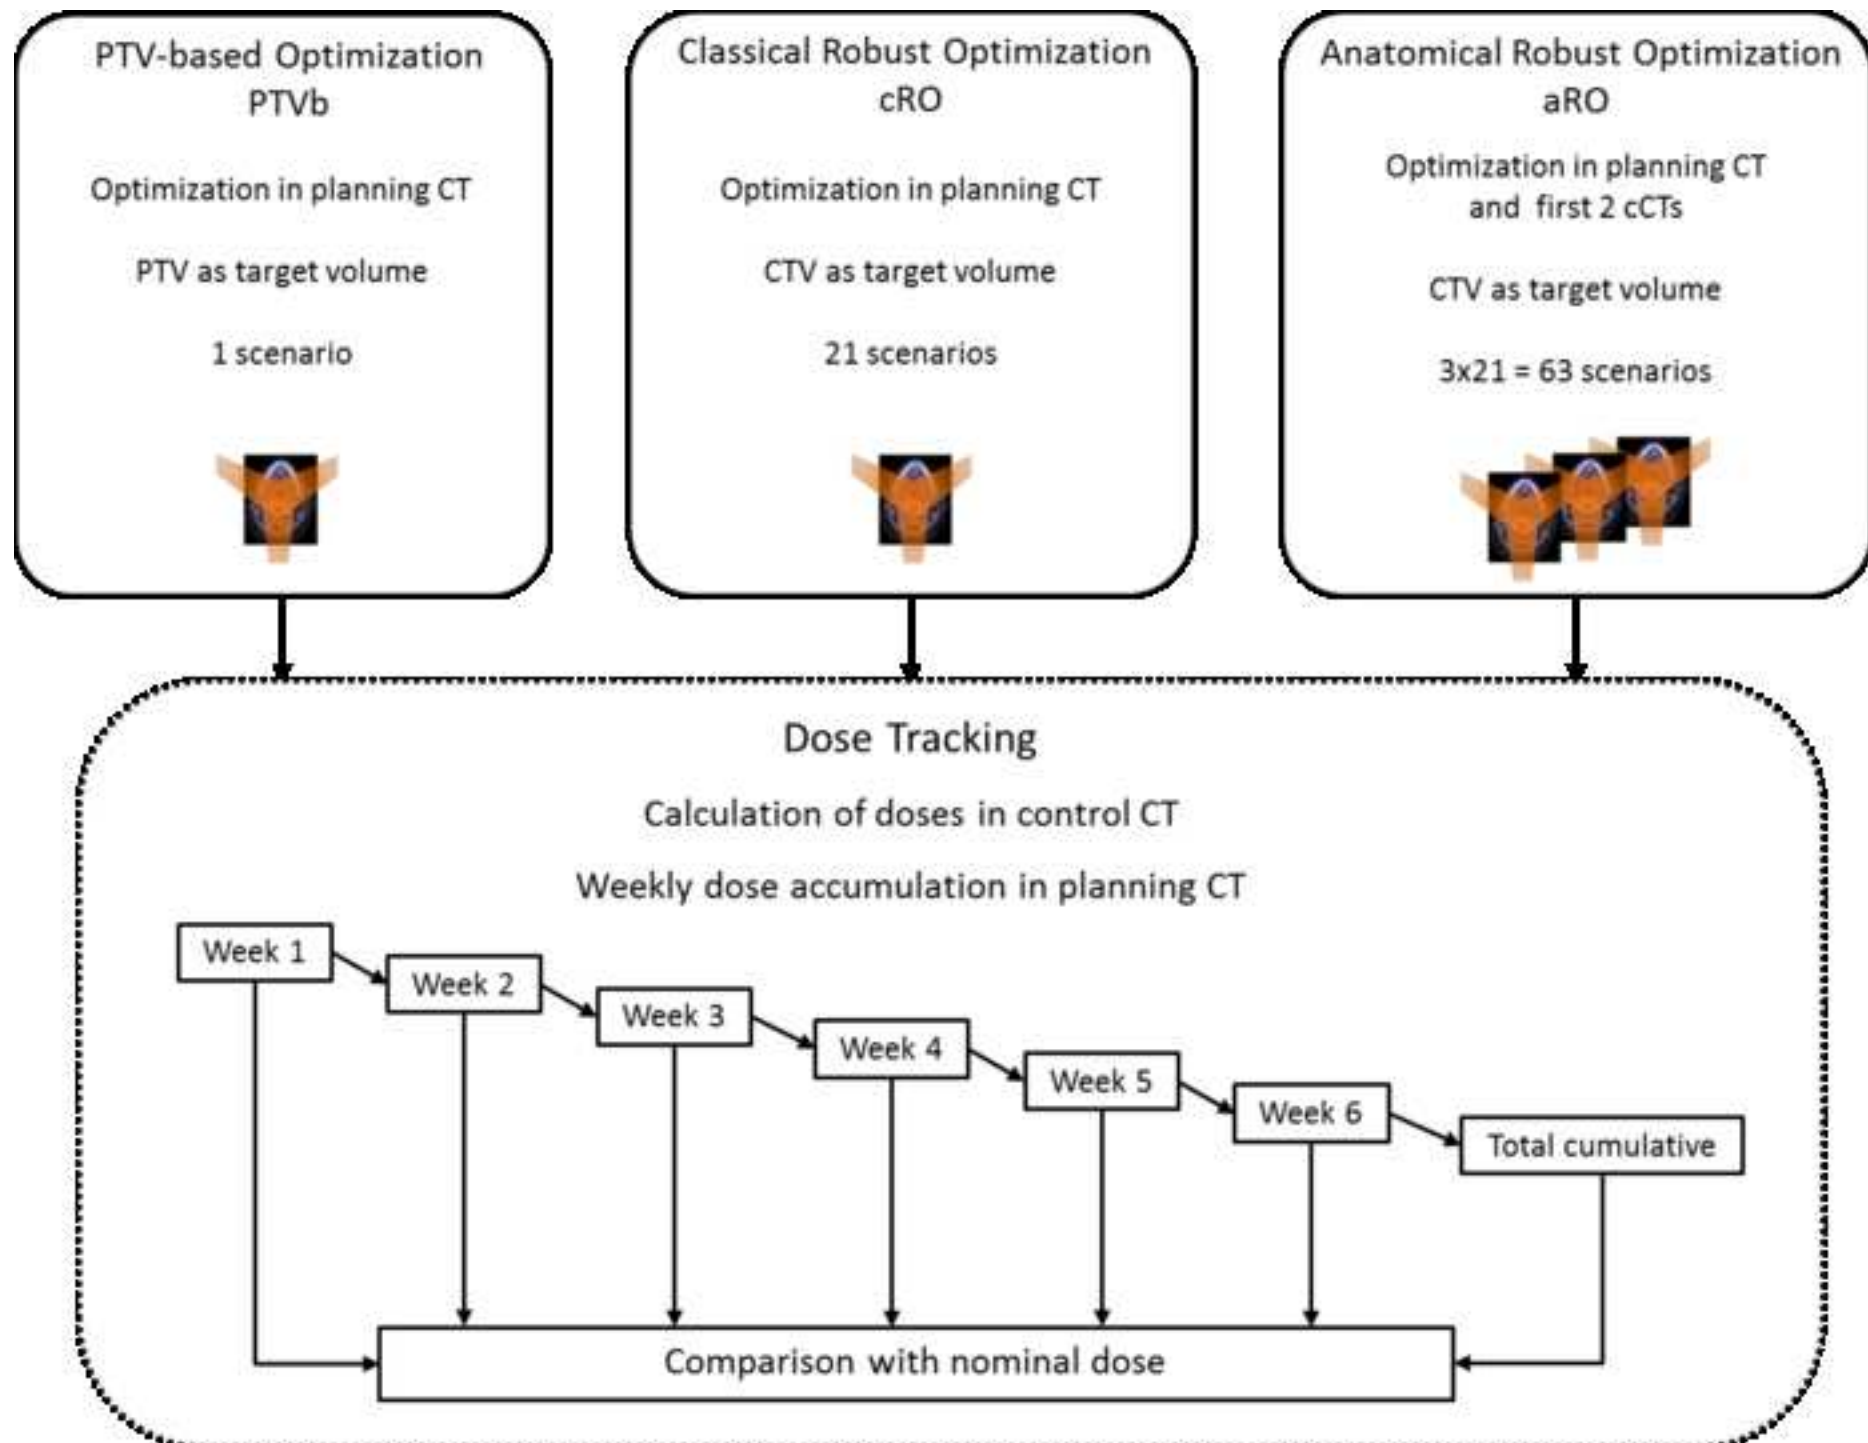 PTV-based Optimization
PTVb
Optimization in planning CT
PTV as target volume
1 scenario
Classical Robust Optimization
cRO
Optimization in planning CT
CTV as target volume
21 scenarios
Anatomical Robust Optimization
aRO
Optimization in planning CT
and first 2 cCTs
CTV as target volume
3x21 = 63 scenarios
Dose Tracking
Calculation of doses in control CT
Weekly dose accumulation in planning CT
Week 1
Week 2
Week 3
Week 4
Week 5
Week 6
Total cumulative
Comparison with nominal dose